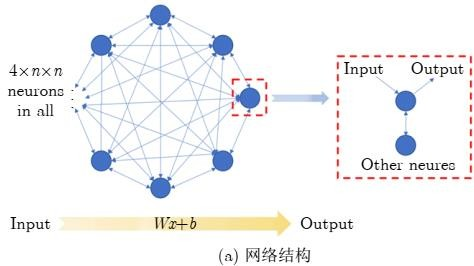 4×n×n
neurons
in all
Input
Output
Other neures
Input
Wx+b
Output
(a) 网络结构